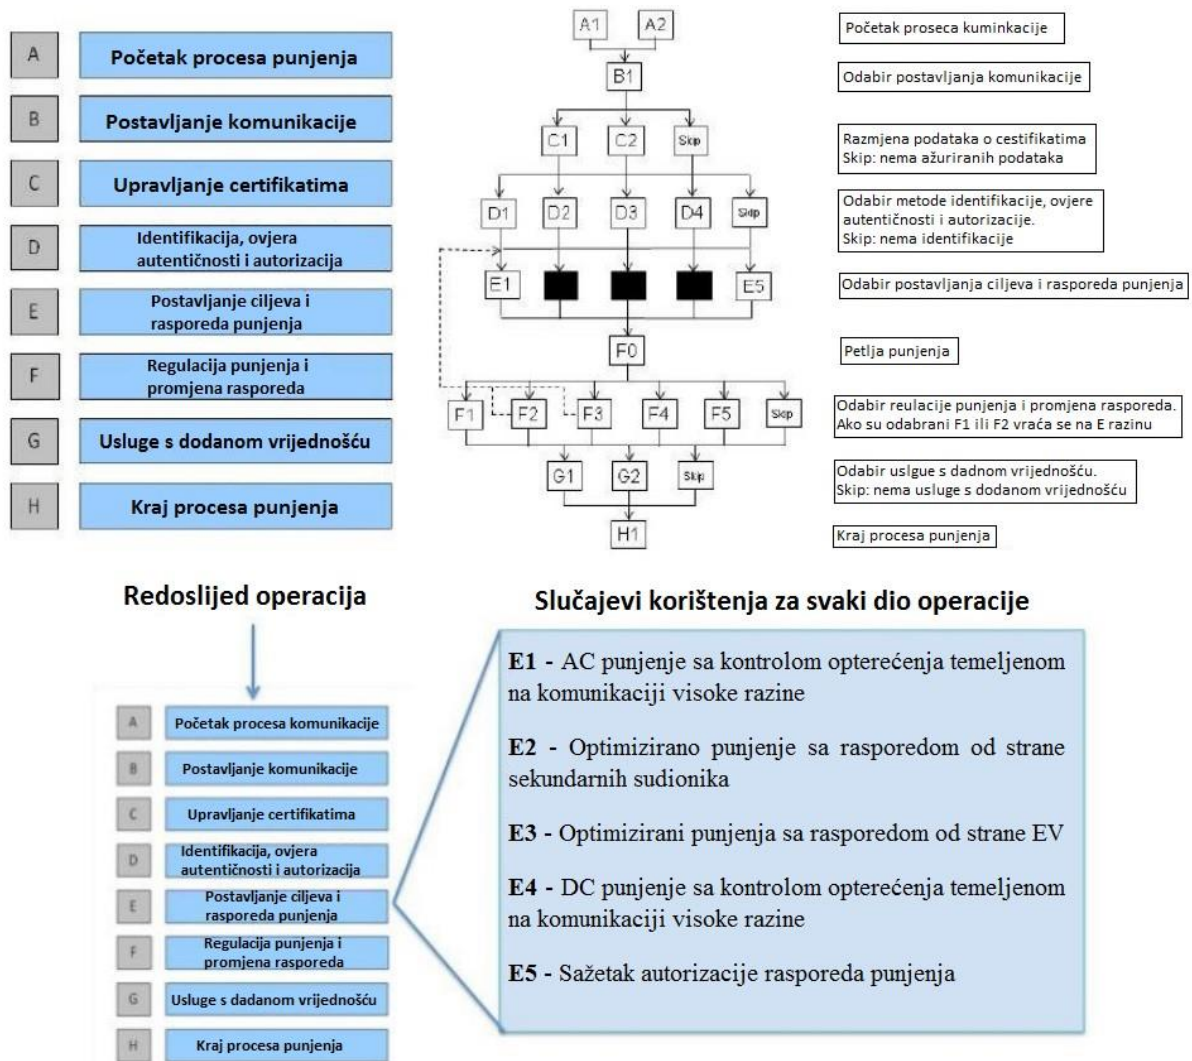 A
Početak procesa punjenja
B
Postavljanje komunikacije
C
Upravljanje certifikatima
D
Identifikacija, ovjera
autentičnosti i autorizacija
E
Postavljanje ciljeva i
rasporeda punjenja
F
Regulacija punjenja i
promjena rasporeda
G
Usluge s dodanom vrijednošću
H
Kraj procesa punjenja
A1 A2
B1
C1 C2 Skip
D1 D2 D3 D4 Skip
E1 E5
F0
F1 F2 F3 F4 F5 Skip
G1 G2 Skip
H1
Početak proseca kuminkacije
Odabir postavljanja komunikacije
Razmjena podataka o cestifikatima
Skip: nema ažuriranih podataka
Odabir metode identifikacije, ovjere
autentičnosti i autorizacije.
Skip: nema identifikacije
Odabir postavljanja ciljeva i rasporeda punjenja
Petlja punjenja
Odabir reulacije punjenja i promjena rasporeda.
Ako su odabrani F1 ili F2 vraća se na E razinu
Odabir uslgue s dadnom vrijednošću.
Skip: nema usluge s dodanom vrijednošću
Kraj procesa punjenja
Redoslijed operacija
A
Početak procesa komunikacije
B
Postavljanje komunikacije
C
Upravljanje certifikatima
D
Identifikacija, ovjera
autentičnosti i autorizacija
E
Postavljanje ciljeva i
rasporeda punjenja
F
Regulacija punjenja i
promjena rasporeda
G
Usluge s dadanom vrijednošću
H
Kraj procesa punjenja
Slučajevi korištenja za svaki dio operacije
E1 - AC punjenje sa kontrolom opterećenja temeljenom
na komunikaciji visoke razine
E2 - Optimizirano punjenje sa rasporedom od strane
sekundarnih sudionika
E3 - Optimizirani punjenja sa rasporedom od strane EV
E4 - DC punjenje sa kontrolom opterećenja temeljenom
na komunikaciji visoke razine
E5 - Sažetak autorizacije rasporeda punjenja